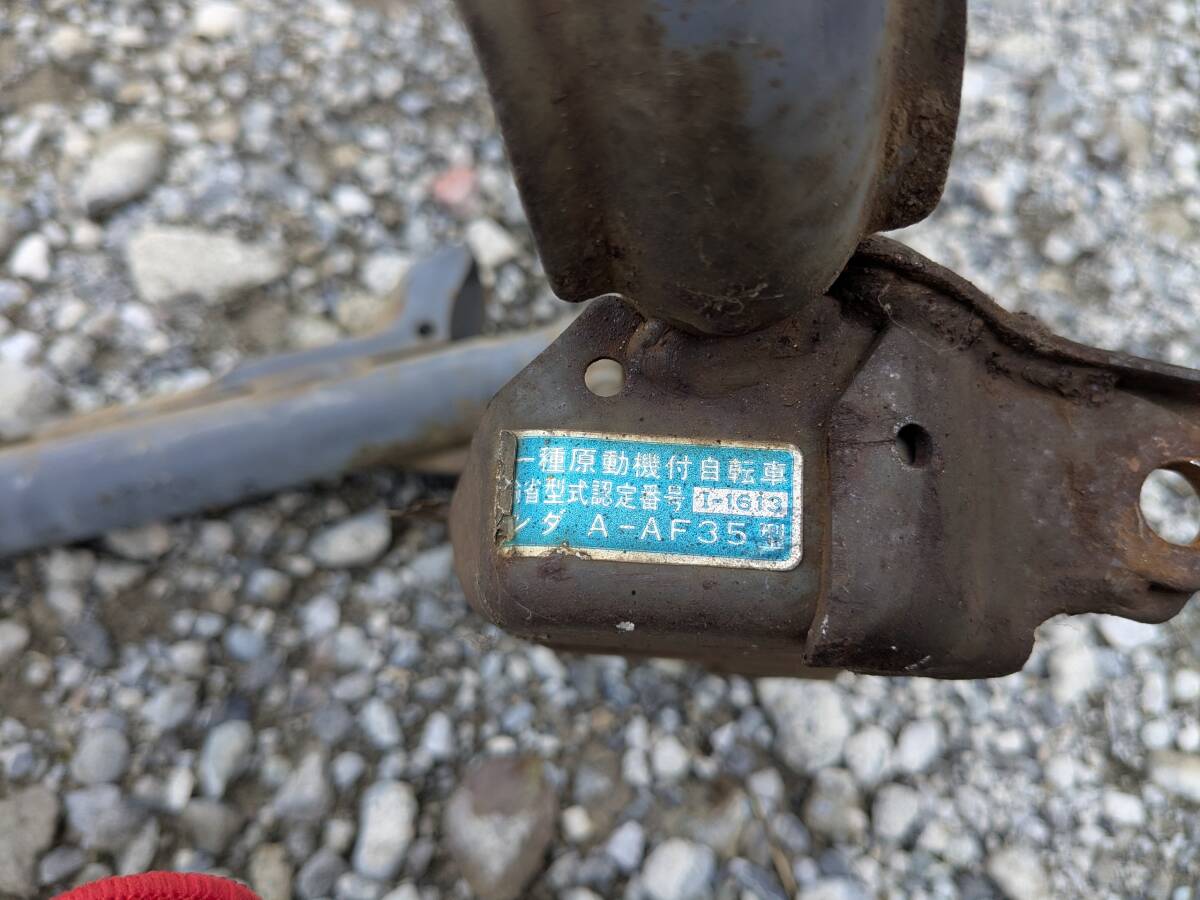 一種原動機付自転車
省型式認定番号 I-1613
ンダ A-AF35型